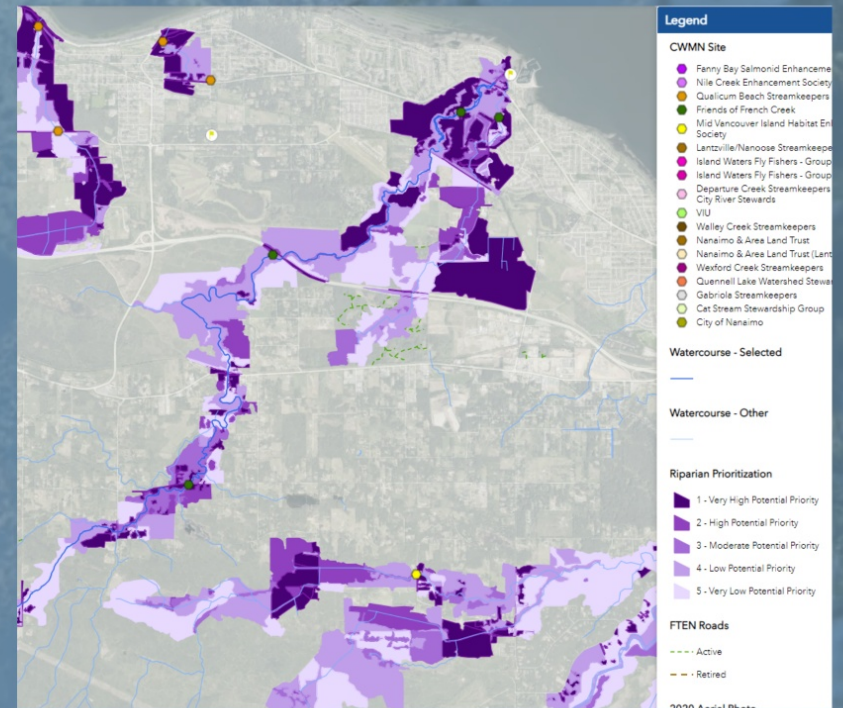 Legend
CWMN Site
Fanny Bay Salmonid Enhanceme
Nile Creek Enhancement Society
Qualicum Beach Streamkeepers
Friends of French Creek
Mid Vancouver Island Habitat Enl
Society
Lantzville/Nanoose Streamkeepe
Island Waters Fly Fishers - Group
Island Waters Fly Fishers - Group
Departure Creek Streamkeepers
City River Stewards
VIU
Walley Creek Streamkeepers
Nanaimo & Area Land Trust
Nanaimo & Area Land Trust (Lant
Wexford Creek Streamkeepers
Quennell Lake Watershed Stewar
Gabriola Streamkeepers
Cat Stream Stewardship Group
City of Nanaimo
Watercourse - Selected
Watercourse - Other
Riparian Prioritization
1 - Very High Potential Priority
2 - High Potential Priority
3 - Moderate Potential Priority
4 - Low Potential Priority
5 - Very Low Potential Priority
FTEN Roads
Active
Retired
2020 Aerial Photo